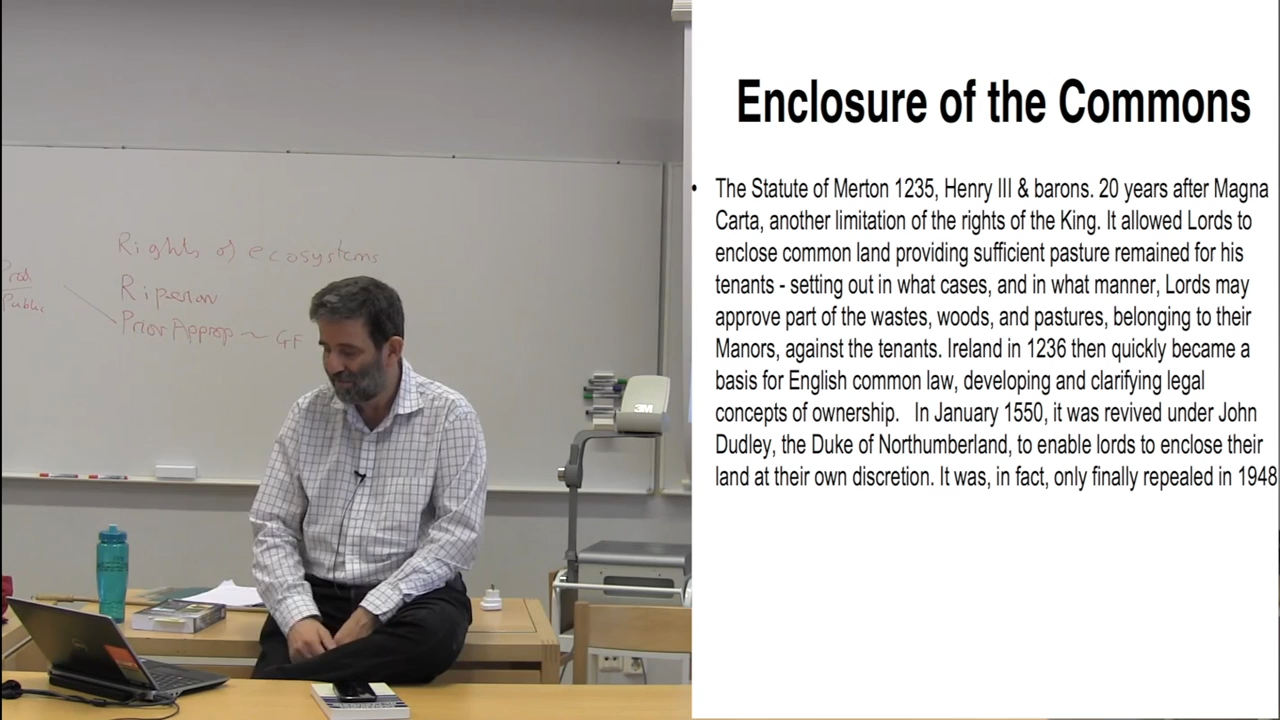 Rights of ecosystems
Prod
Public
Riperan
Prior Approp ~ GF
3M
Enclosure of the Commons
• The Statute of Merton 1235, Henry III & barons. 20 years after Magna
Carta, another limitation of the rights of the King. It allowed Lords to
enclose common land providing sufficient pasture remained for his
tenants - setting out in what cases, and in what manner, Lords may
approve part of the wastes, woods, and pastures, belonging to their
Manors, against the tenants. Ireland in 1236 then quickly became a
basis for English common law, developing and clarifying legal
concepts of ownership. In January 1550, it was revived under John
Dudley, the Duke of Northumberland, to enable lords to enclose their
land at their own discretion. It was, in fact, only finally repealed in 1948